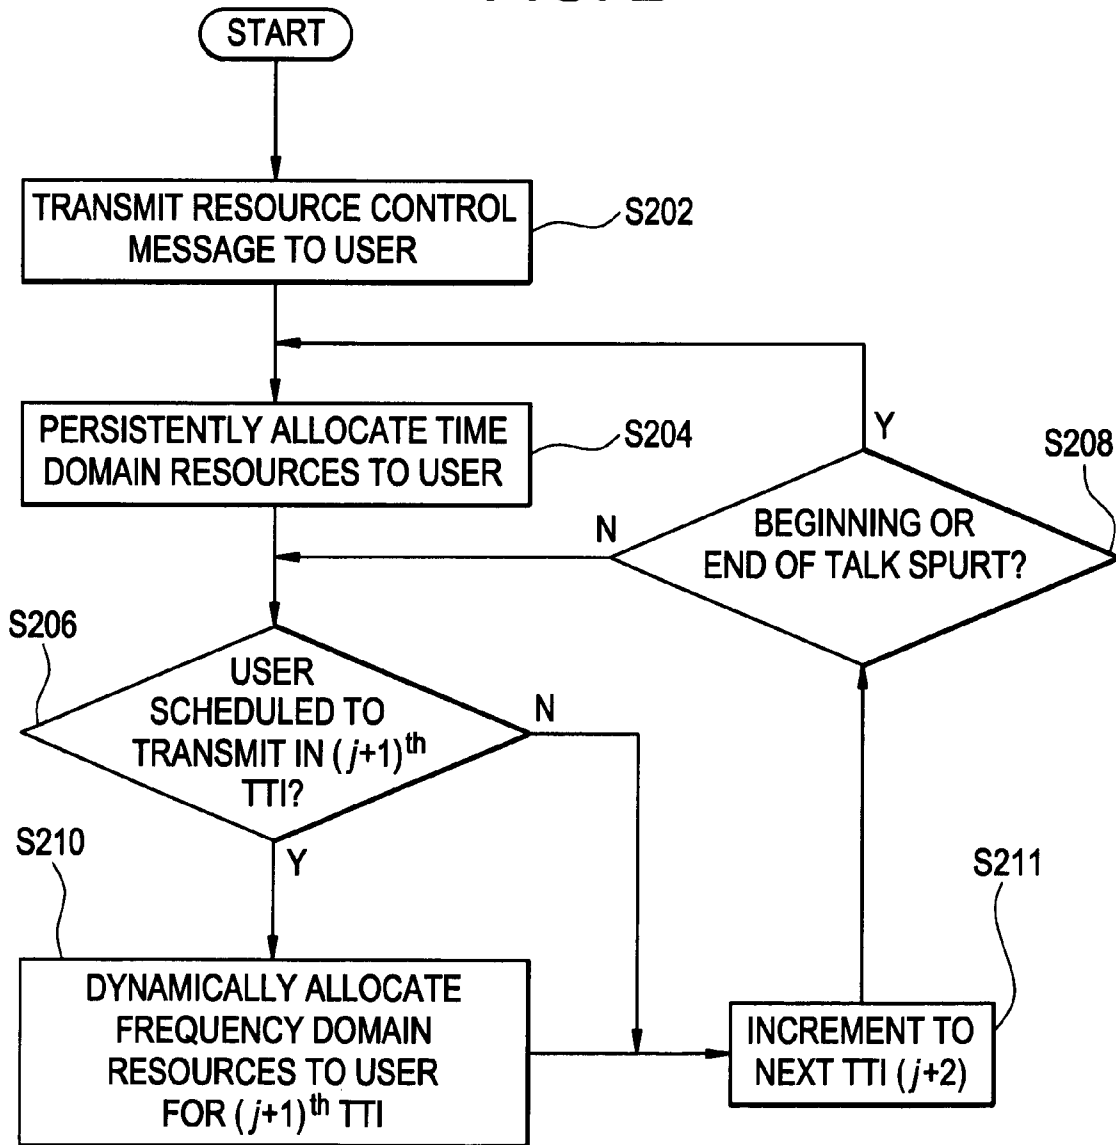 START
TRANSMIT RESOURCE CONTROL
MESSAGE TO USER
S202
PERSISTENTLY ALLOCATE TIME
DOMAIN RESOURCES TO USER
S204
Y
S208
BEGINNING OR
END OF TALK SPURT?
N
S206
USER
SCHEDULED TO
TRANSMIT IN (j+1)th
TTI?
N
Y
S210
S211
DYNAMICALLY ALLOCATE
FREQUENCY DOMAIN
RESOURCES TO USER
FOR (j+1)th TTI
INCREMENT TO
NEXT TTI (j+2)